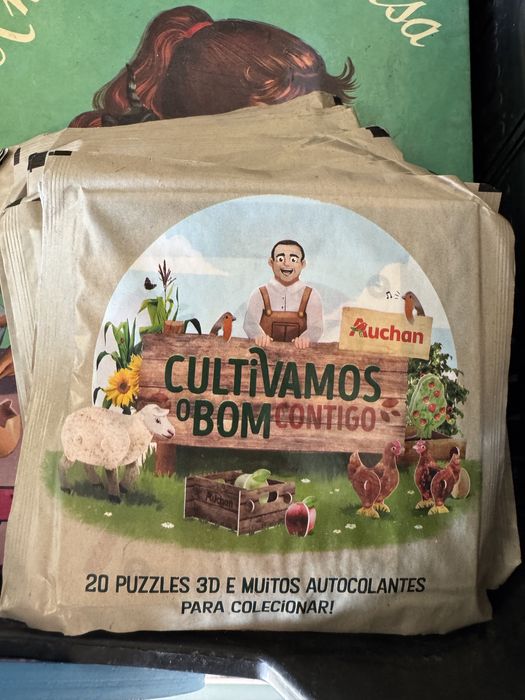 Auchan
CULTiVAMOS
O BOM CONTIGO
Auchan
20 PUZZLES 3D E MUITOS AUTOCOLANTES
PARA COLECIONAR!